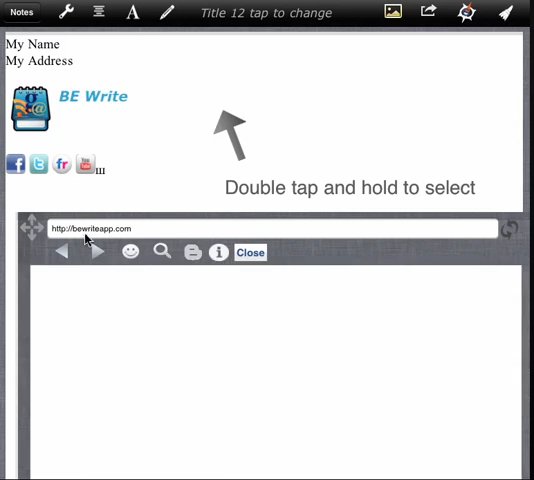 Notes
A
Title 12 tap to change
My Name
My Address
BE Write
Double tap and hold to select
http://bewriteapp.com
Close